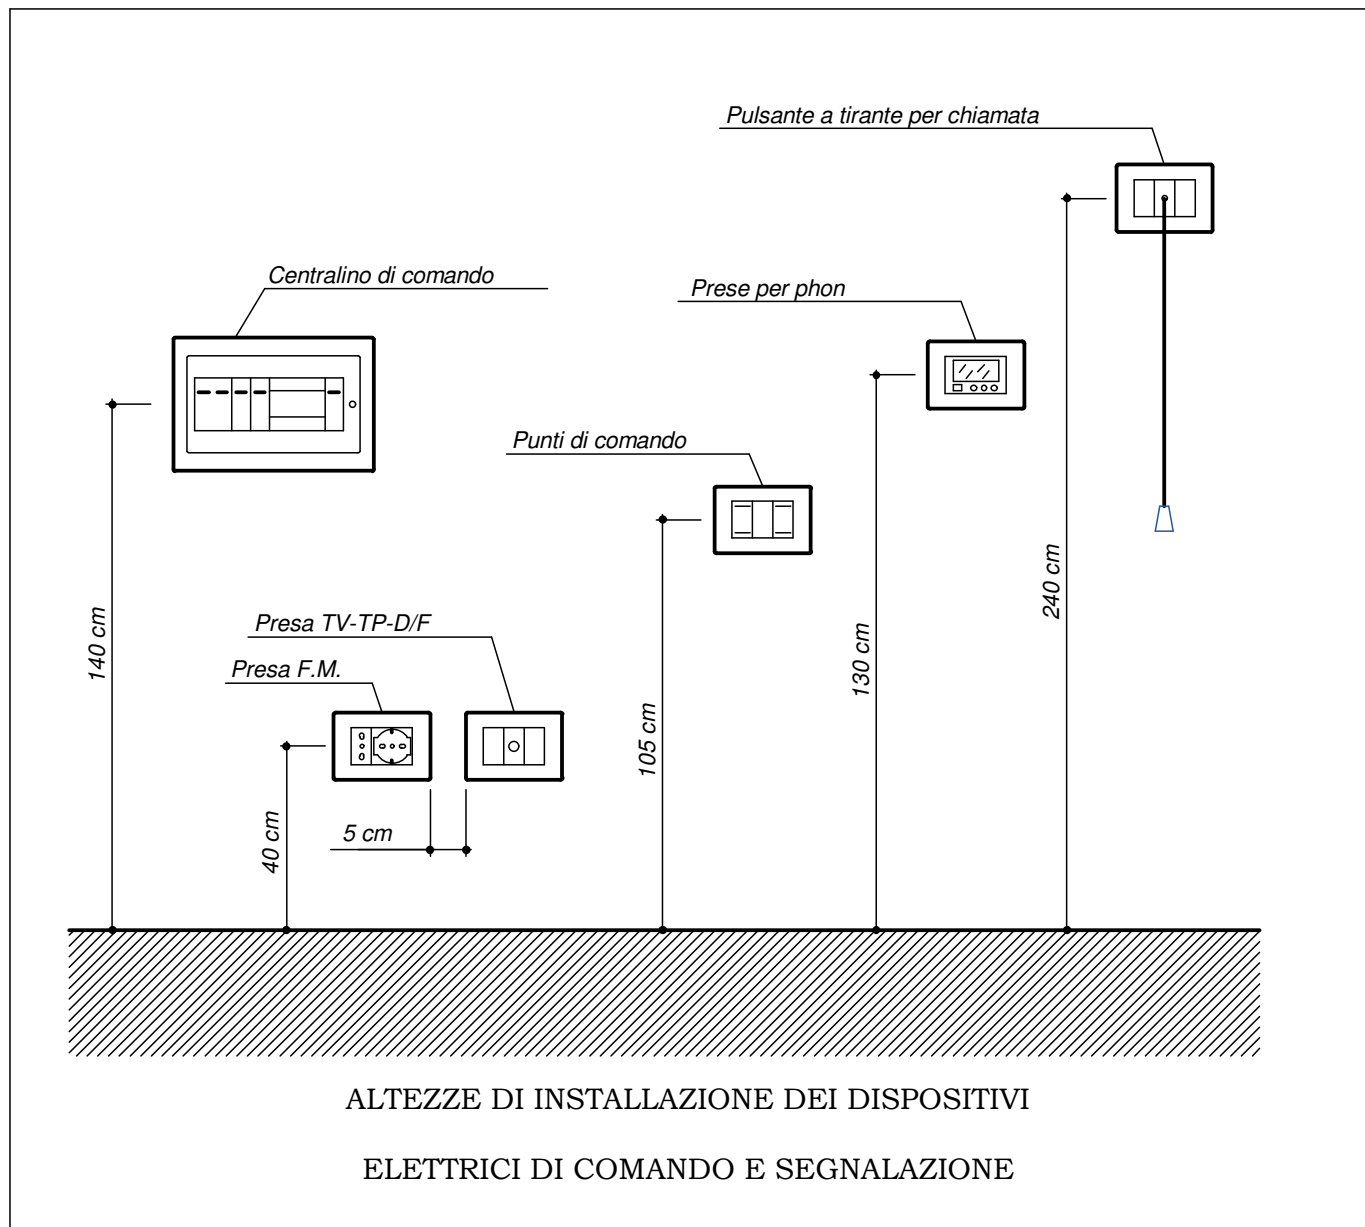 Pulsante a tirante per chiamata
Centralino di comando
Prese per phon
Punti di comando
240 cm
Presa TV-TP-D/F
140 cm
130 cm
Presa F.M.
105 cm
40 cm
5 cm
ALTEZZE DI INSTALLAZIONE DEI DISPOSITIVI
ELETTRICI DI COMANDO E SEGNALAZIONE